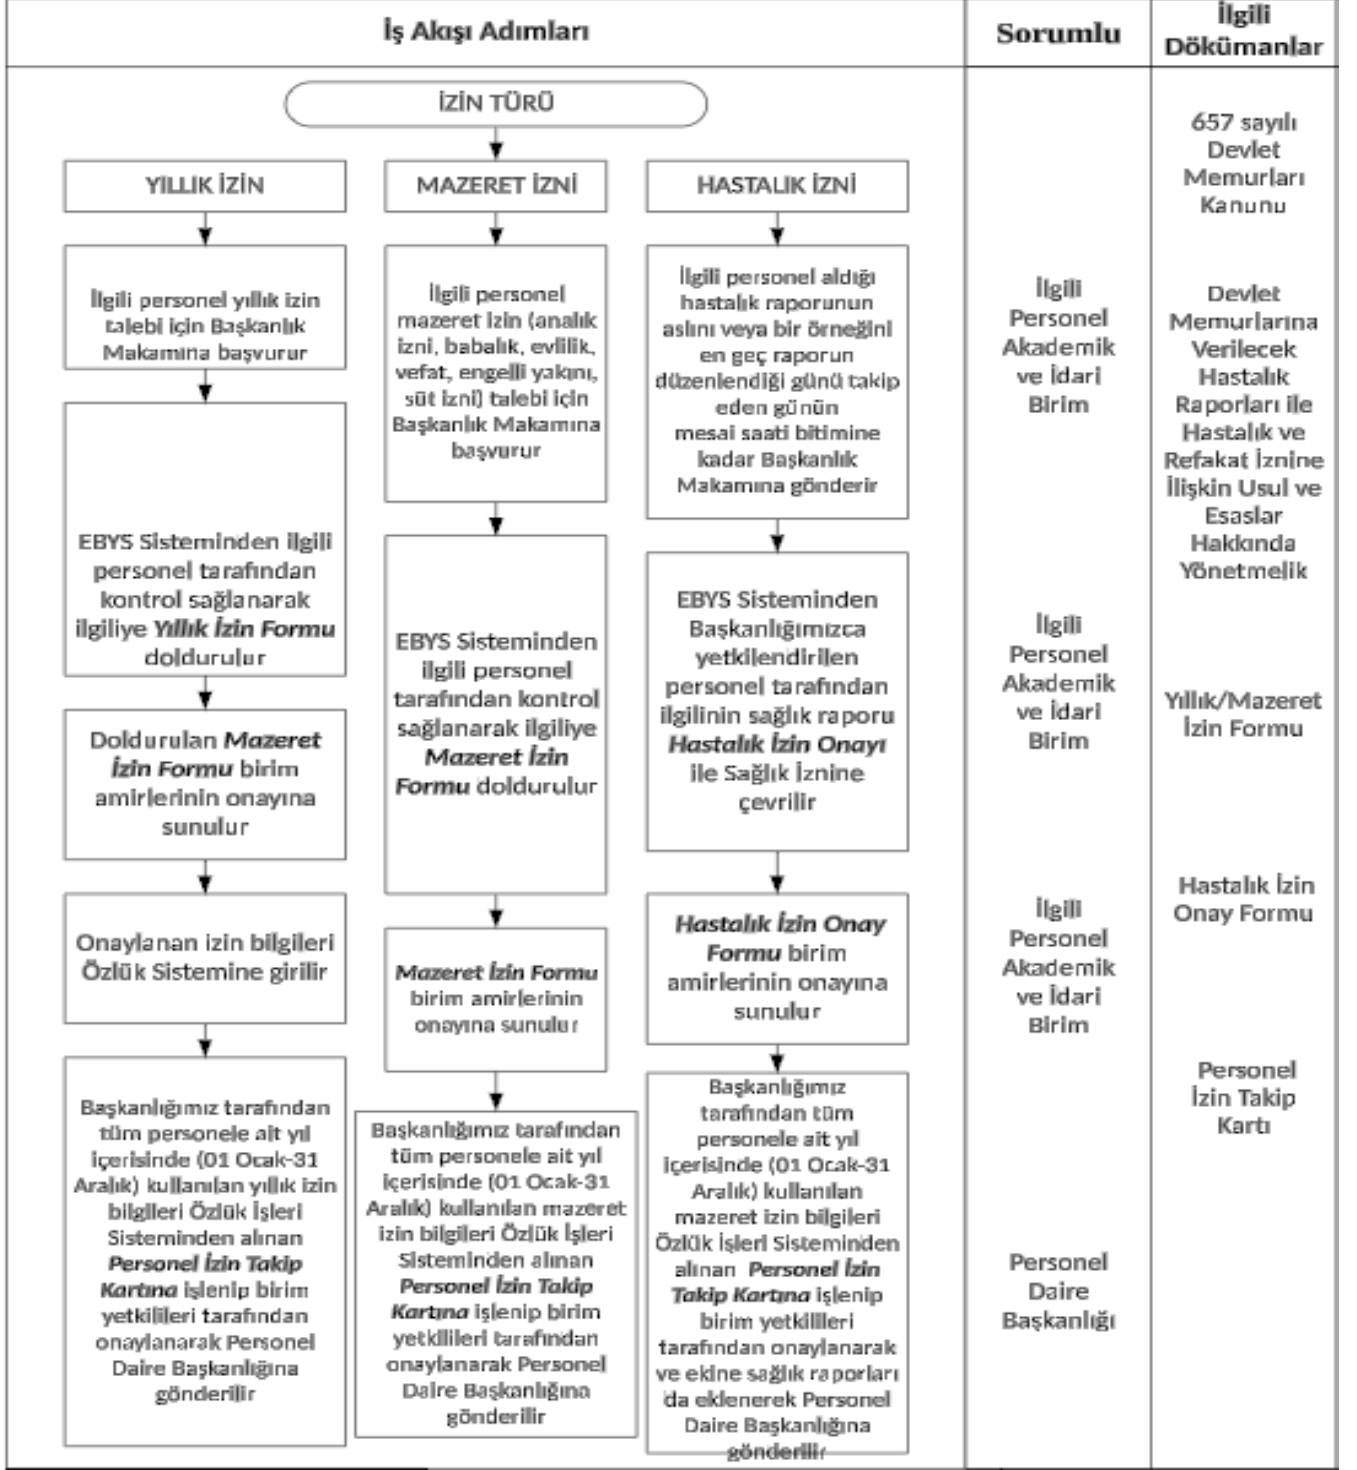 İş Akışı Adımları
Sorumlu
İlgili
Dökümanlar
İZİN TÜRÜ
YILLIK İZİN
İlgili personel yıllık izin
talebi için Başkanlık
Makamına başvurur
EBYS Sisteminden ilgili
personel tarafından
kontrol sağlanarak
ilgiliye Yıllık İzin Formu
doldurulur
Doldurulan Mazeret
İzin Formu birim
amirlerinin onayına
sunulur
Onaylanan izin bilgileri
Özlük Sistemine girilir
Başkanlığımız tarafından
tüm personele ait yıl
içerisinde (01 Ocak-31
Aralık) kullanılan yıllık izin
bilgileri Özlük İşleri
Sisteminden alınan
Personel İzin Takip
Kartına işlenip birim
yetkilileri tarafından
onaylanarak Personel
Daire Başkanlığına
gönderilir
MAZERET İZNİ
İlgili personel
mazeret izin (analık
izni, babalık, evlilik,
vefat, engelli yakını,
süt izni) talebi için
Başkanlık Makamına
başvurur
EBYS Sisteminden
ilgili personel
tarafından kontrol
sağlanarak ilgiliye
Mazeret İzin
Formu doldurulur
Mazeret İzin Formu
birim amirlerinin
onayına sunulur
Başkanlığımız tarafından
tüm personele ait yıl
içerisinde (01 Ocak-31
Aralık) kullanılan mazeret
izin bilgileri Özlük İşleri
Sisteminden alınan
Personel İzin Takip
Kartına işlenip birim
yetkilileri tarafından
onaylanarak Personel
Daire Başkanlığına
gönderilir
HASTALIK İZNİ
İlgili personel aldığı
hastalık raporunun
aslını veya bir örneğini
en geç raporun
düzenlendiği günü takip
eden günün
mesai saati bitimine
kadar Başkanlık
Makamına gönderir
EBYS Sisteminden
Başkanlığımızca
yetkilendirilen
personel tarafından
ilgilinin sağlık raporu
Hastalık İzin Onayı
ile Sağlık İznine
çevrilir
Hastalık İzin Onay
Formu birim
amirlerinin onayına
sunulur
Başkanlığımız
tarafından tüm
personele ait yıl
içerisinde (01 Ocak-31
Aralık) kullanılan
mazeret izin bilgileri
Özlük İşleri Sisteminden
alınan Personel İzin
Takip Kartına işlenip
birim yetkilileri
tarafından onaylanarak
ve ekine sağlık raporları
da eklenerek Personel
Daire Başkanlığına
gönderilir
İlgili
Personel
Akademik
ve İdari
Birim
İlgili
Personel
Akademik
ve İdari
Birim
İlgili
Personel
Akademik
ve İdari
Birim
Personel
Daire
Başkanlığı
657 sayılı
Devlet
Memurları
Kanunu
Devlet
Memurlarına
Verilecek
Hastalık
Raporları ile
Hastalık ve
Refakat İznine
İlişkin Usul ve
Esaslar
Hakkında
Yönetmelik
Yıllık/Mazeret
İzin Formu
Hastalık İzin
Onay Formu
Personel
İzin Takip
Kartı